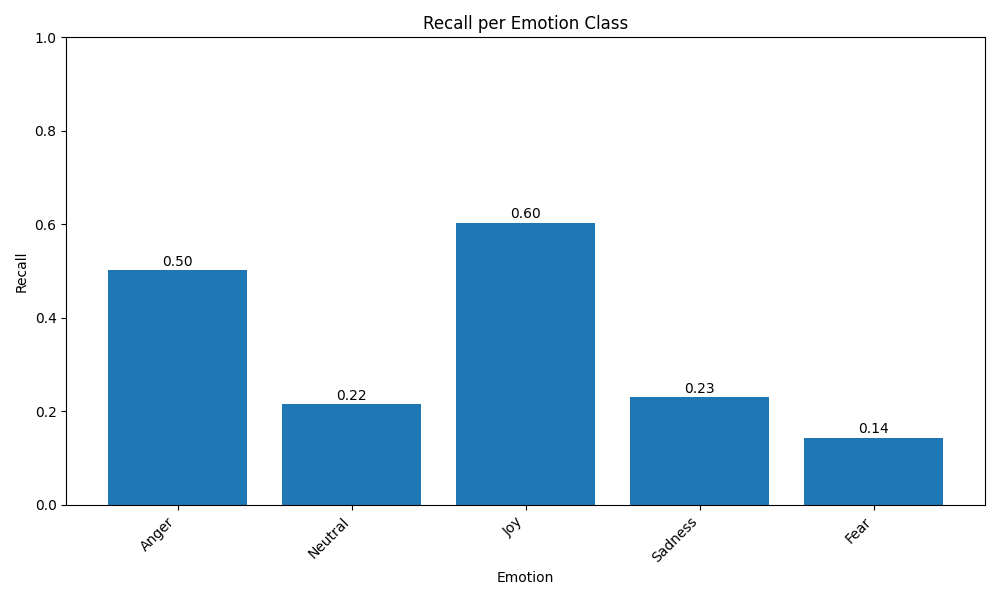 Recall per Emotion Class
1.0
0.8
0.6
0.4
0.2
0.0
Recall
0.50
0.22
0.60
0.23
0.14
Anger
Neutral
Joy
Sadness
Fear
Emotion